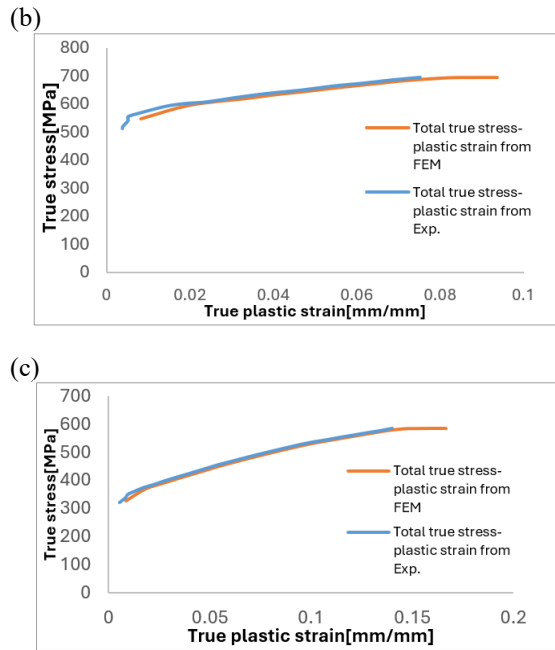 (b)
800
700
600
500
400
300
200
100
0
True stress[MPa]
Total true stress-
plastic strain from
FEM
Total true stress-
plastic strain from
Exp.
0 0.02 0.04 0.06 0.08 0.1
True plastic strain[mm/mm]
(c)
700
600
500
400
300
200
100
0
True stress[MPa]
Total true stress-
plastic strain from
FEM
Total true stress-
plastic strain from
Exp.
0 0.05 0.1 0.15 0.2
True plastic strain[mm/mm]